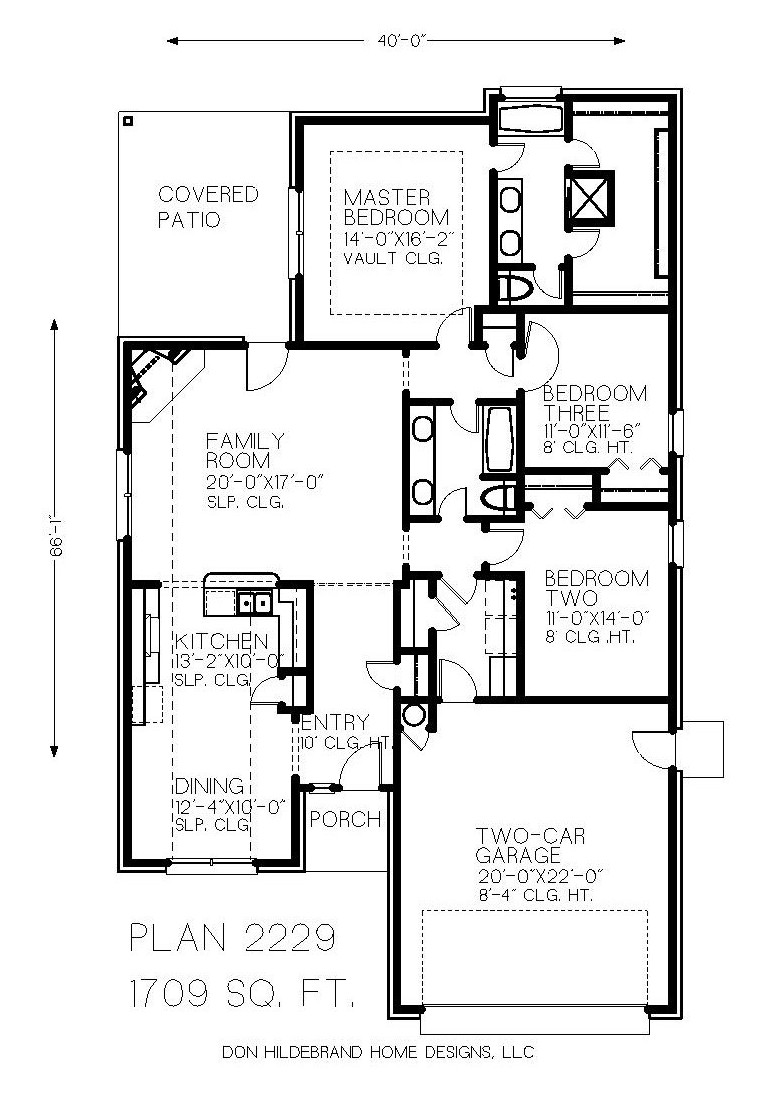 40'-0"
COVERED
PATIO
MASTER
BEDROOM
14'-0"X16'-2"
VAULT CLG.
BEDROOM
THREE
11'-0"X11'-6"
8' CLG. HT.
FAMILY
ROOM
20'-0"X17'-0"
SLP. CLG.
66'-1"
BEDROOM
TWO
11'-0"X14'-0"
8' CLG .HT.
KITCHEN
13'-2"X10'-0"
SLP. CLG.
ENTRY
10' CLG. HT.
DINING
12'-4"X10'-0"
SLP. CLG.
PORCH
TWO-CAR
GARAGE
20'-0"X22'-0"
8'-4" CLG. HT.
PLAN 2229
1709 SQ. FT.
DON HILDEBRAND HOME DESIGNS, LLC